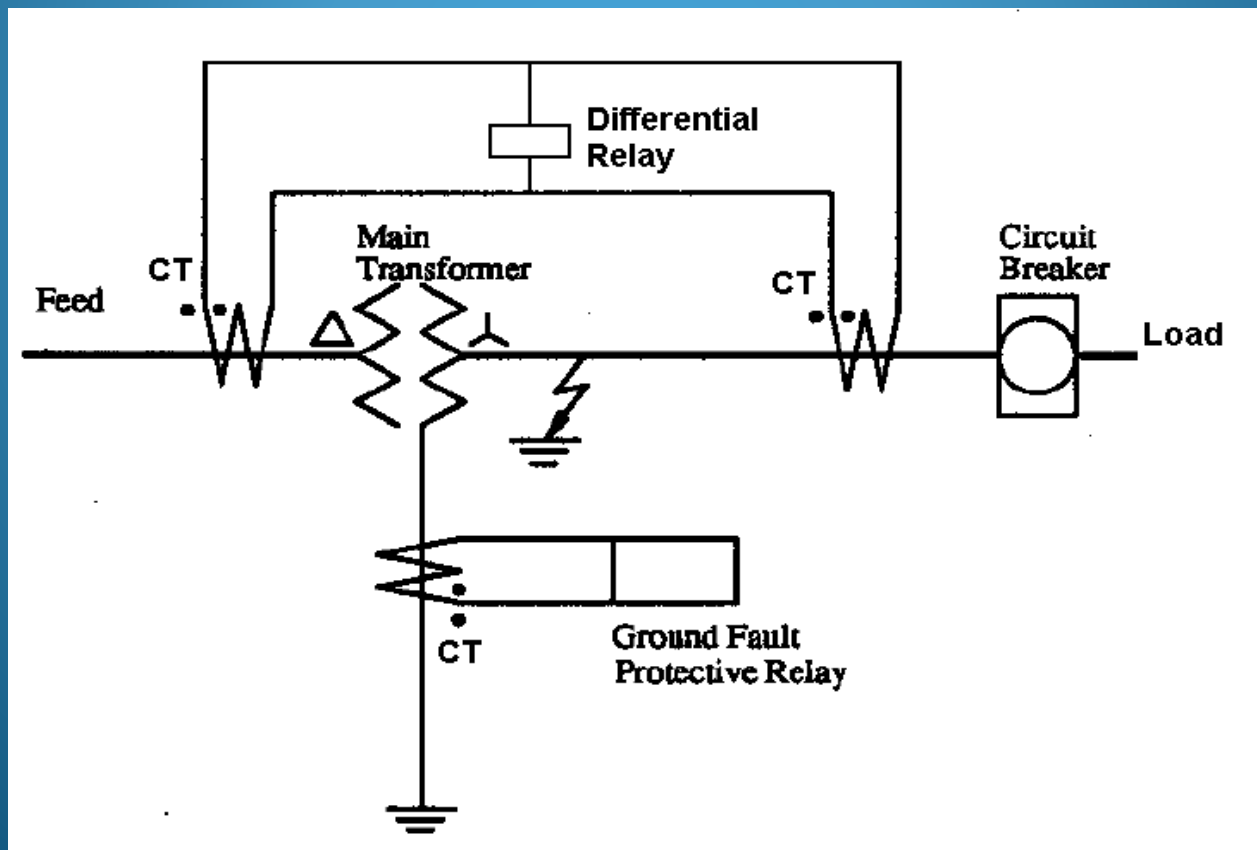 Differential
Relay
Main
Transformer
CT
Feed
CT
Circuit
Breaker
Load
CT
Ground Fault
Protective Relay